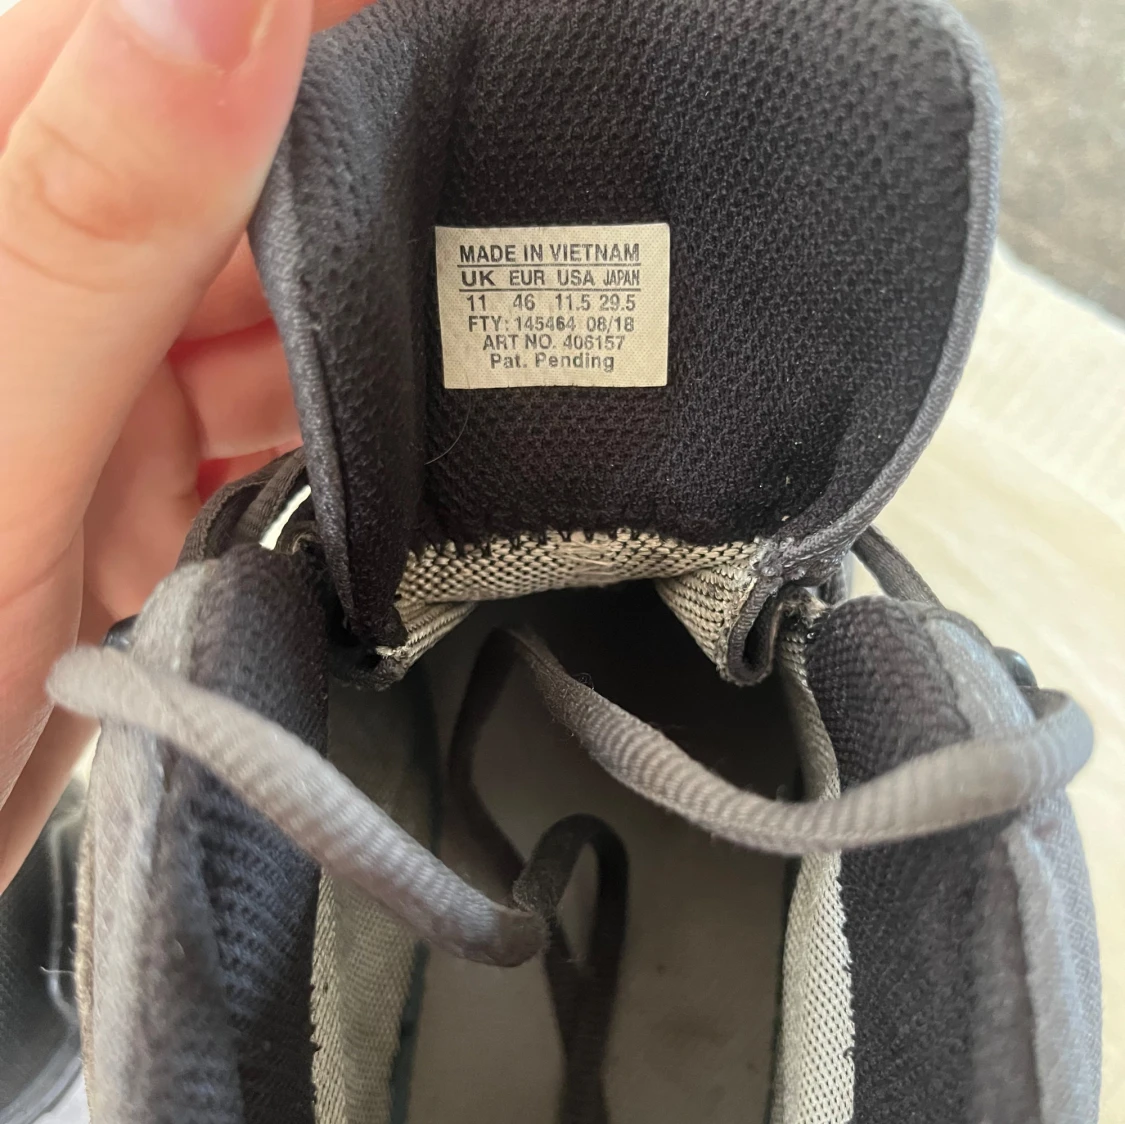 MADE IN VIETNAM
UK EUR USA JAPAN
11 46 11.5 29.5
FTY: 145464 08/18
ART NO. 406157
Pat. Pending